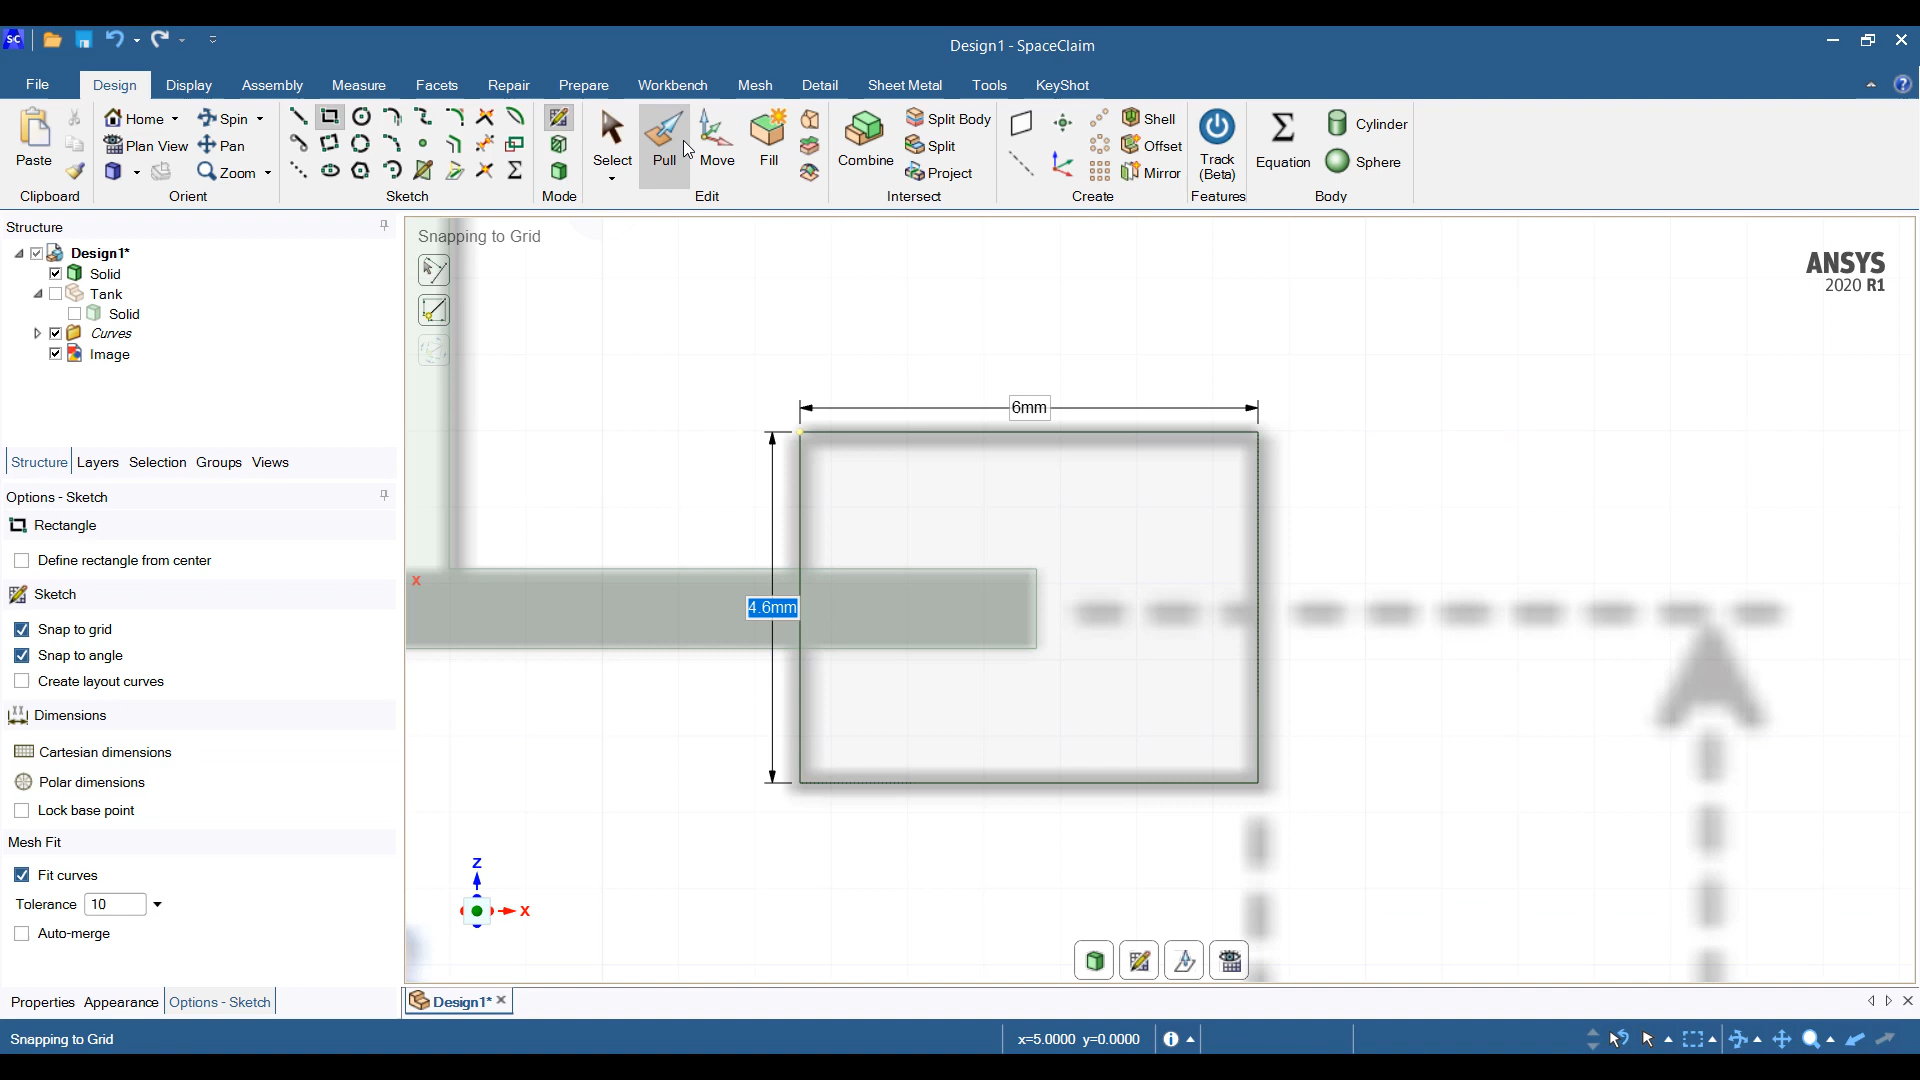 SC
Design1 - SpaceClaim
File Design Display Assembly Measure Facets Repair Prepare Workbench Mesh Detail Sheet Metal Tools KeyShot
Paste
Clipboard
Home Spin
Plan View Pan
Zoom
Orient
Sketch
Mode
Select Pull Move Fill
Edit
Combine
Split Body
Split
Project
Intersect
Shell
Offset
Mirror
Create
Track
(Beta)
Features
Equation
Cylinder
Sphere
Body
Structure
Design1*
Solid
Tank
Solid
Curves
Image
Structure Layers Selection Groups Views
Options - Sketch
Rectangle
Define rectangle from center
Sketch
Snap to grid
Snap to angle
Create layout curves
Dimensions
Cartesian dimensions
Polar dimensions
Lock base point
Mesh Fit
Fit curves
Tolerance 10
Auto-merge
Properties Appearance Options - Sketch
Snapping to Grid
ANSYS
2020 R1
6mm
x
4.6mm
Z
X
Design1*
Snapping to Grid
x=5.0000 y=0.0000